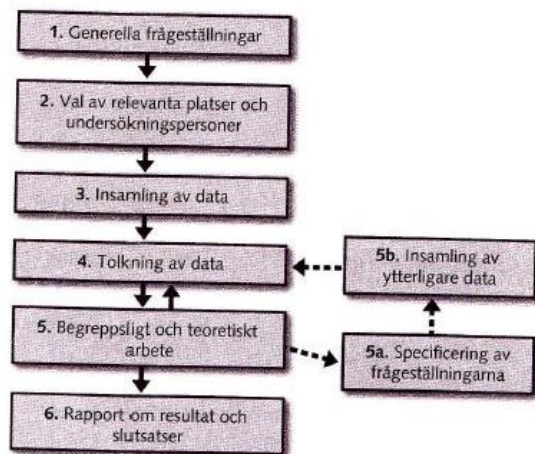 1. Generella frågeställningar
2. Val av relevanta platser och
undersökningspersoner
3. Insamling av data
4. Tolkning av data
5. Begreppsligt och teoretiskt
arbete
6. Rapport om resultat och
slutsatser
5b. Insamling av
ytterligare data
5a. Specificering av
frågeställningarna